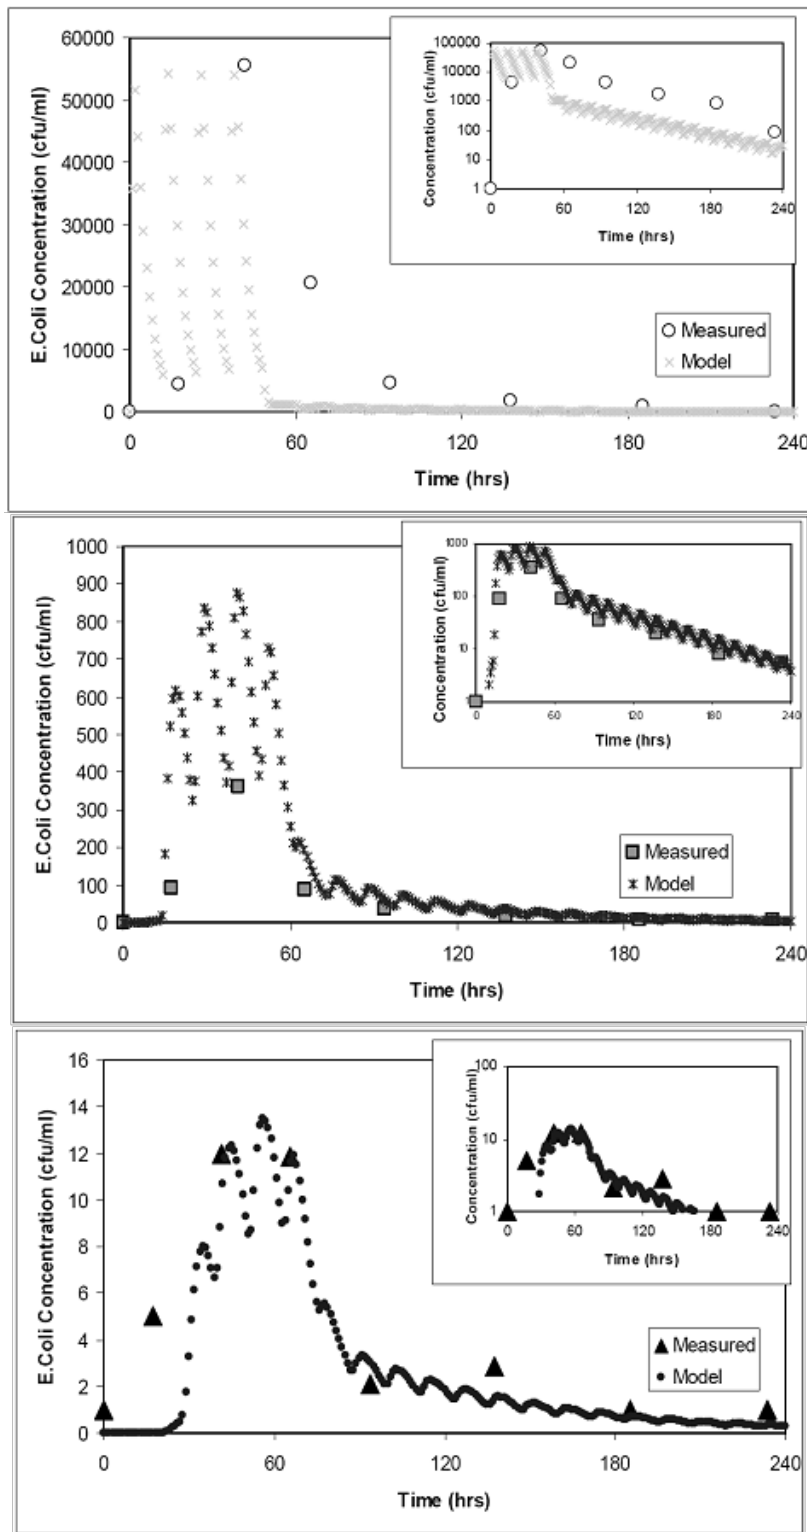 60000
50000
40000
30000
20000
10000
0
E.Coli Concentration (cfu/ml)
0 60 120 180 240
Time (hrs)
100000
10000
1000
100
10
1
Concentration (cfu/ml)
0 60 120 180 240
Time (hrs)
Measured
Model
1000
900
800
700
600
500
400
300
200
100
0
E.Coli Concentration (cfu/ml)
0 60 120 180 240
Time (hrs)
1000
100
10
Concentration (cfu/ml)
0 60 120 180 240
Time (hrs)
Measured
Model
16
14
12
10
8
6
4
2
0
E.Coli Concentration (cfu/ml)
0 60 120 180 240
Time (hrs)
100
10
1
Concentration (cfu/ml)
0 60 120 180 240
Time (hrs)
Measured
Model